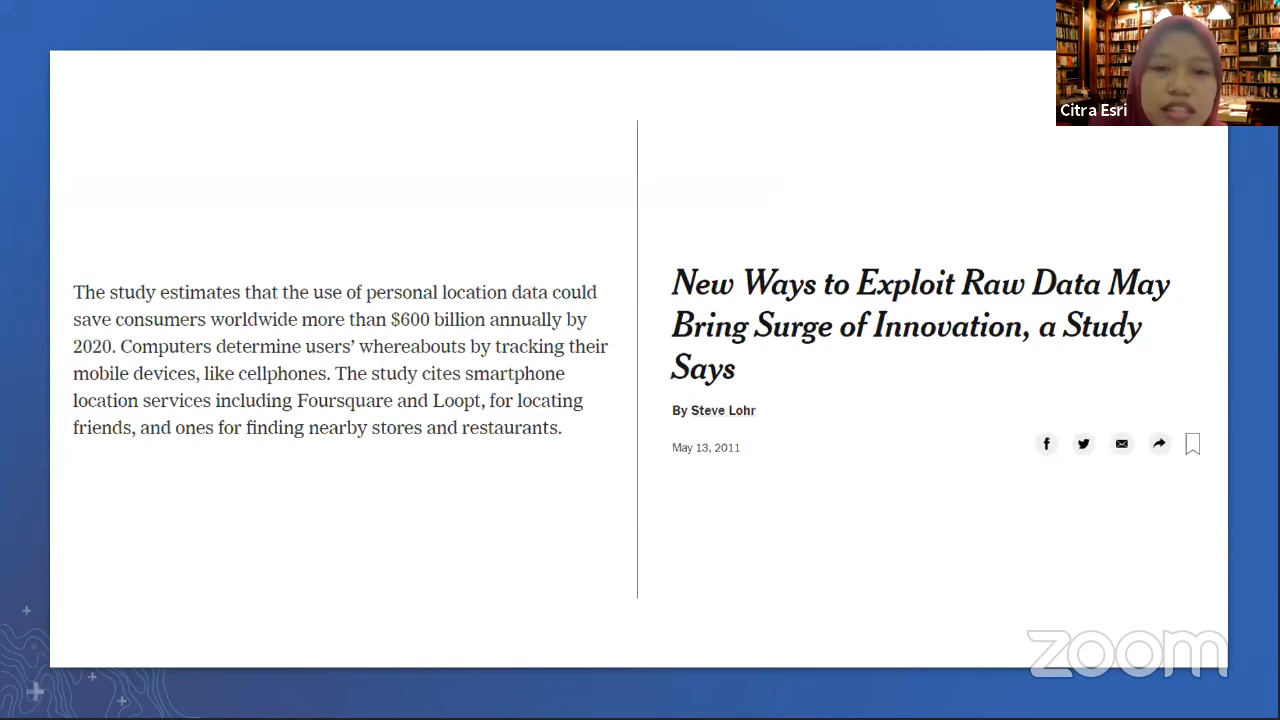 Citra Esri
The study estimates that the use of personal location data could
save consumers worldwide more than $600 billion annually by
2020. Computers determine users’ whereabouts by tracking their
mobile devices, like cellphones. The study cites smartphone
location services including Foursquare and Loopt, for locating
friends, and ones for finding nearby stores and restaurants.
New Ways to Exploit Raw Data May
Bring Surge of Innovation, a Study
Says
By Steve Lohr
May 13, 2011
zoom